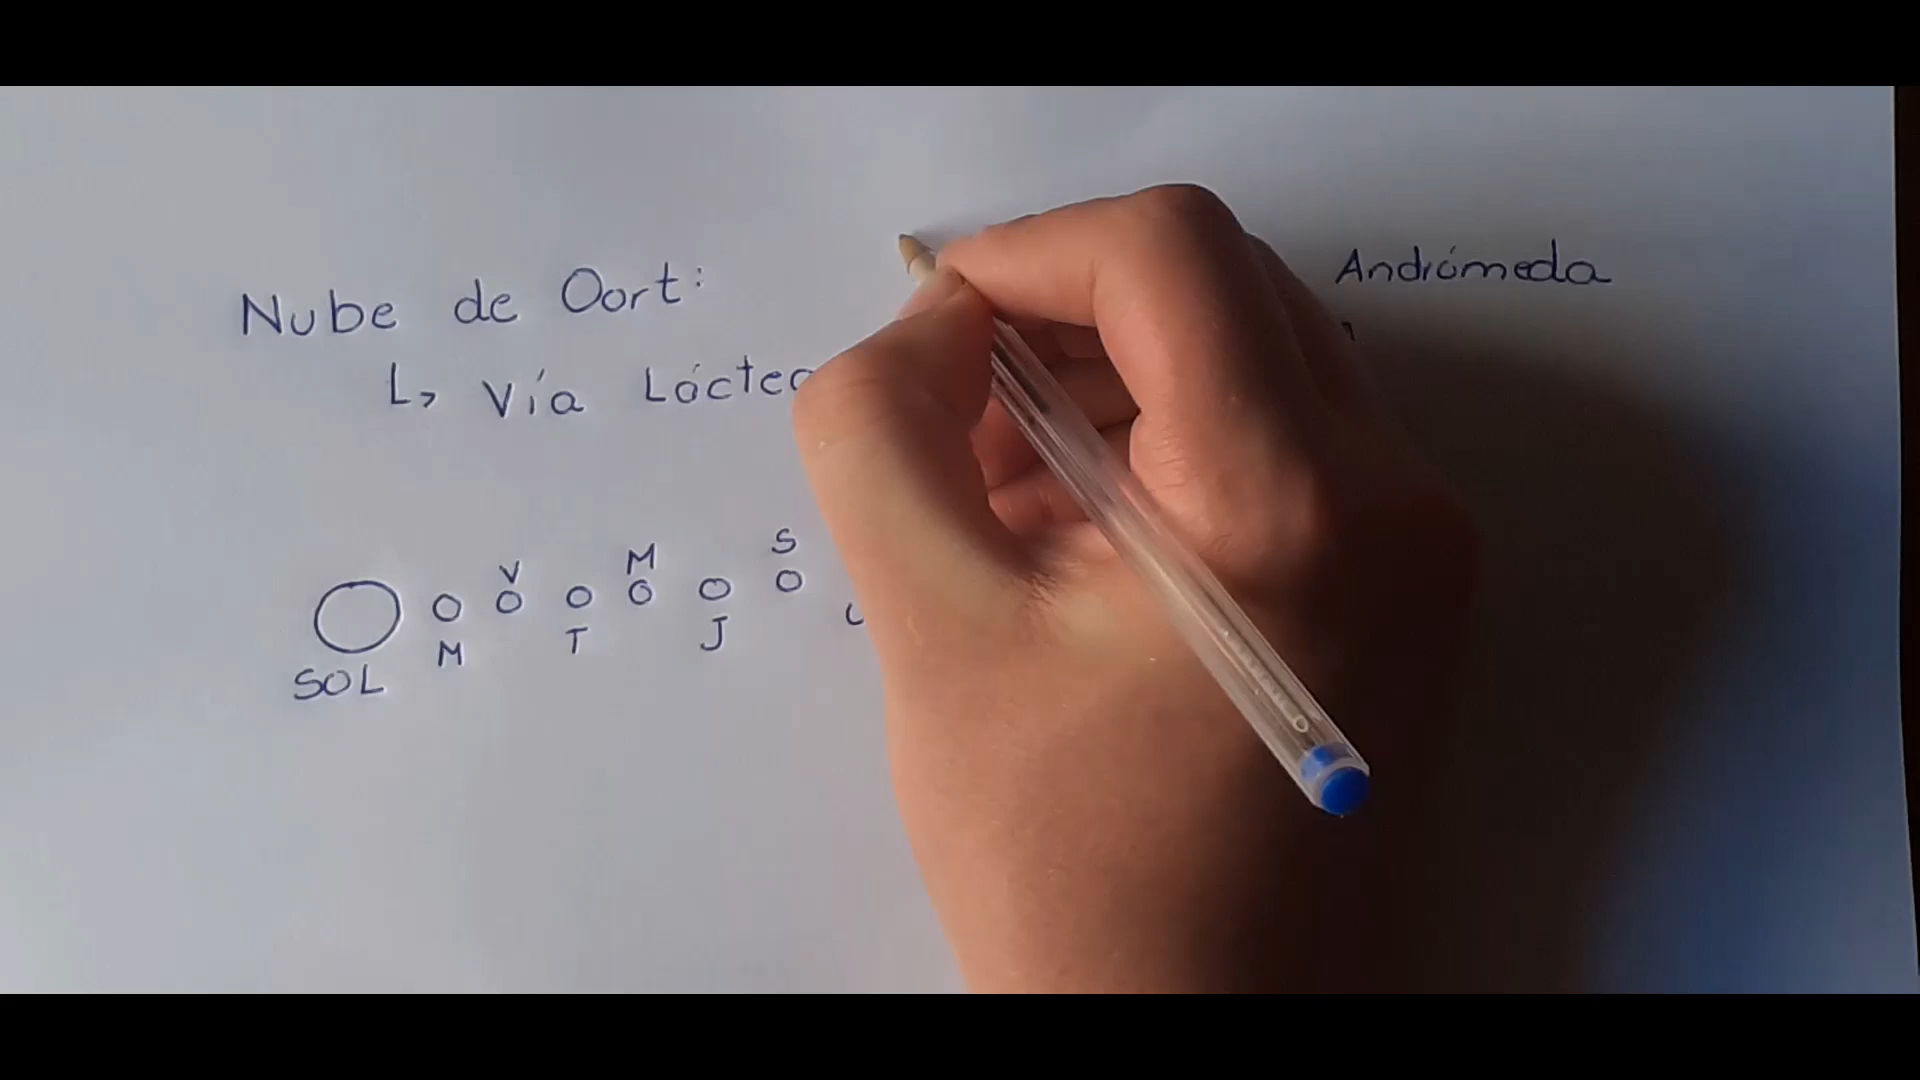 Andrómeda
Nube de Oort:
↳ Vía Láctea
V M S
M T J U
SOL